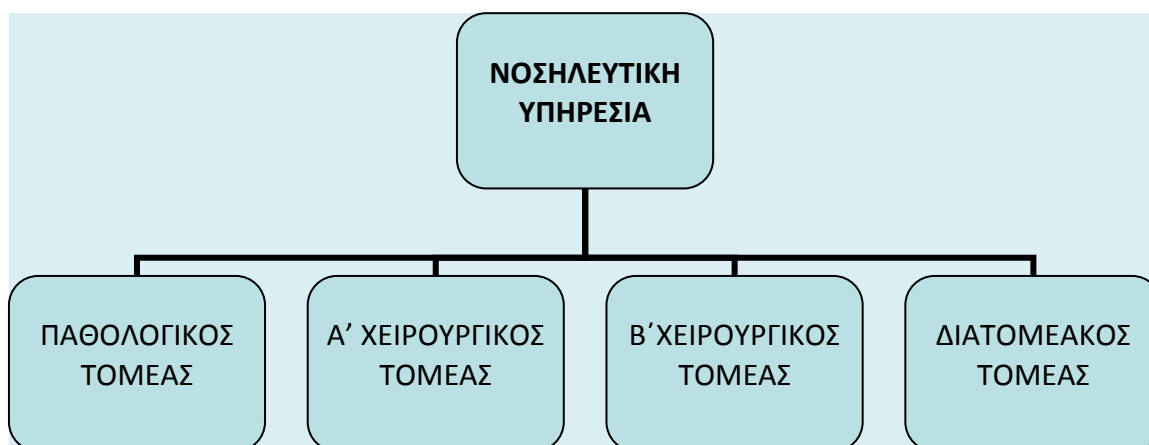 ΝΟΣΗΛΕΥΤΙΚΗ
ΥΠΗΡΕΣΙΑ
ΠΑΘΟΛΟΓΙΚΟΣ
ΤΟΜΕΑΣ
Α’ ΧΕΙΡΟΥΡΓΙΚΟΣ
ΤΟΜΕΑΣ
Β΄ΧΕΙΡΟΥΡΓΙΚΟΣ
ΤΟΜΕΑΣ
ΔΙΑΤΟΜΕΑΚΟΣ
ΤΟΜΕΑΣ